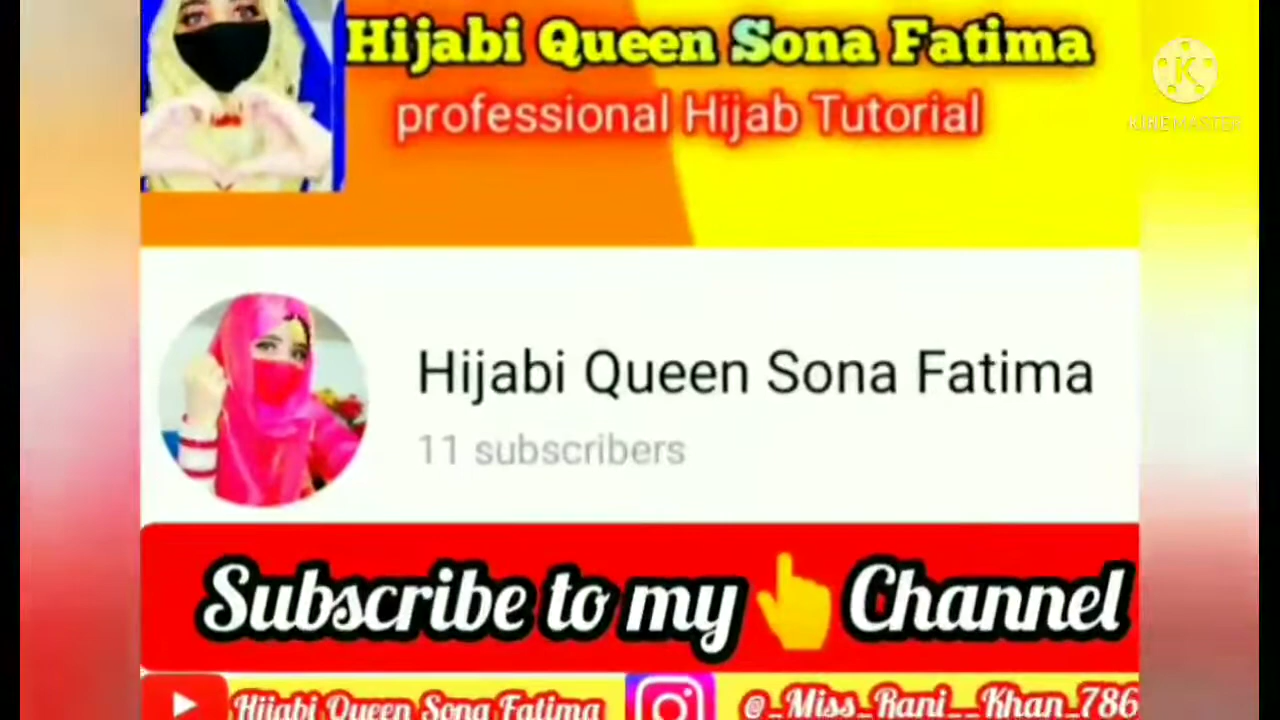 Hijabi Queen Sona Fatima
professional Hijab Tutorial
KINEMASTER
Hijabi Queen Sona Fatima
11 subscribers
Subscribe to my 👆 Channel
Hijabi Queen Sona Fatima
@_Miss_Rani__Khan_786